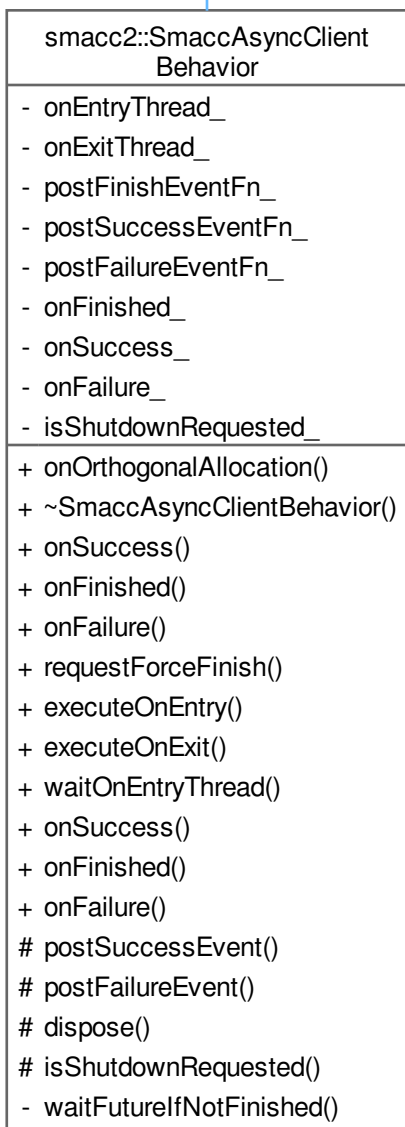 smacc2::SmaccAsyncClient
Behavior
- onEntryThread_
- onExitThread_
- postFinishEventFn_
- postSuccessEventFn_
- postFailureEventFn_
- onFinished_
- onSuccess_
- onFailure_
- isShutdownRequested_
+ onOrthogonalAllocation()
+ ~SmaccAsyncClientBehavior()
+ onSuccess()
+ onFinished()
+ onFailure()
+ requestForceFinish()
+ executeOnEntry()
+ executeOnExit()
+ waitOnEntryThread()
+ onSuccess()
+ onFinished()
+ onFailure()
# postSuccessEvent()
# postFailureEvent()
# dispose()
# isShutdownRequested()
- waitFutureIfNotFinished()